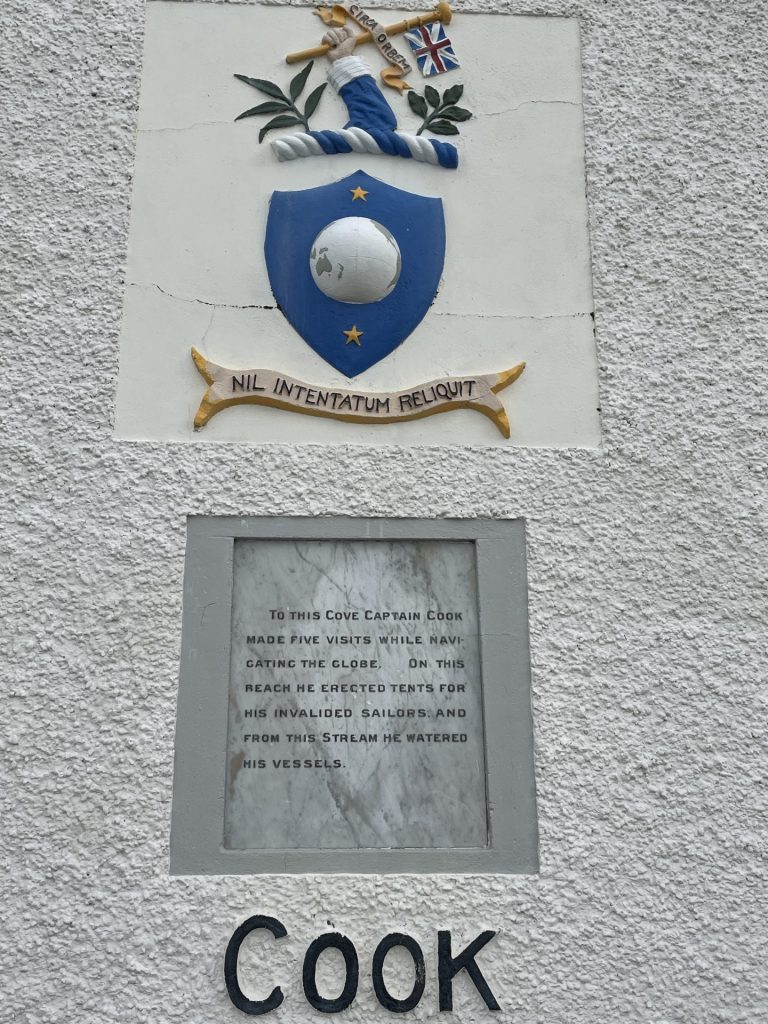 CIRCA ORBEM
NIL INTENTATUM RELIQUIT
TO THIS COVE CAPTAIN COOK
MADE FIVE VISITS WHILE NAVI-
GATING THE GLOBE. ON THIS
BEACH HE ERECTED TENTS FOR
HIS INVALIDED SAILORS, AND
FROM THIS STREAM HE WATERED
HIS VESSELS.
COOK